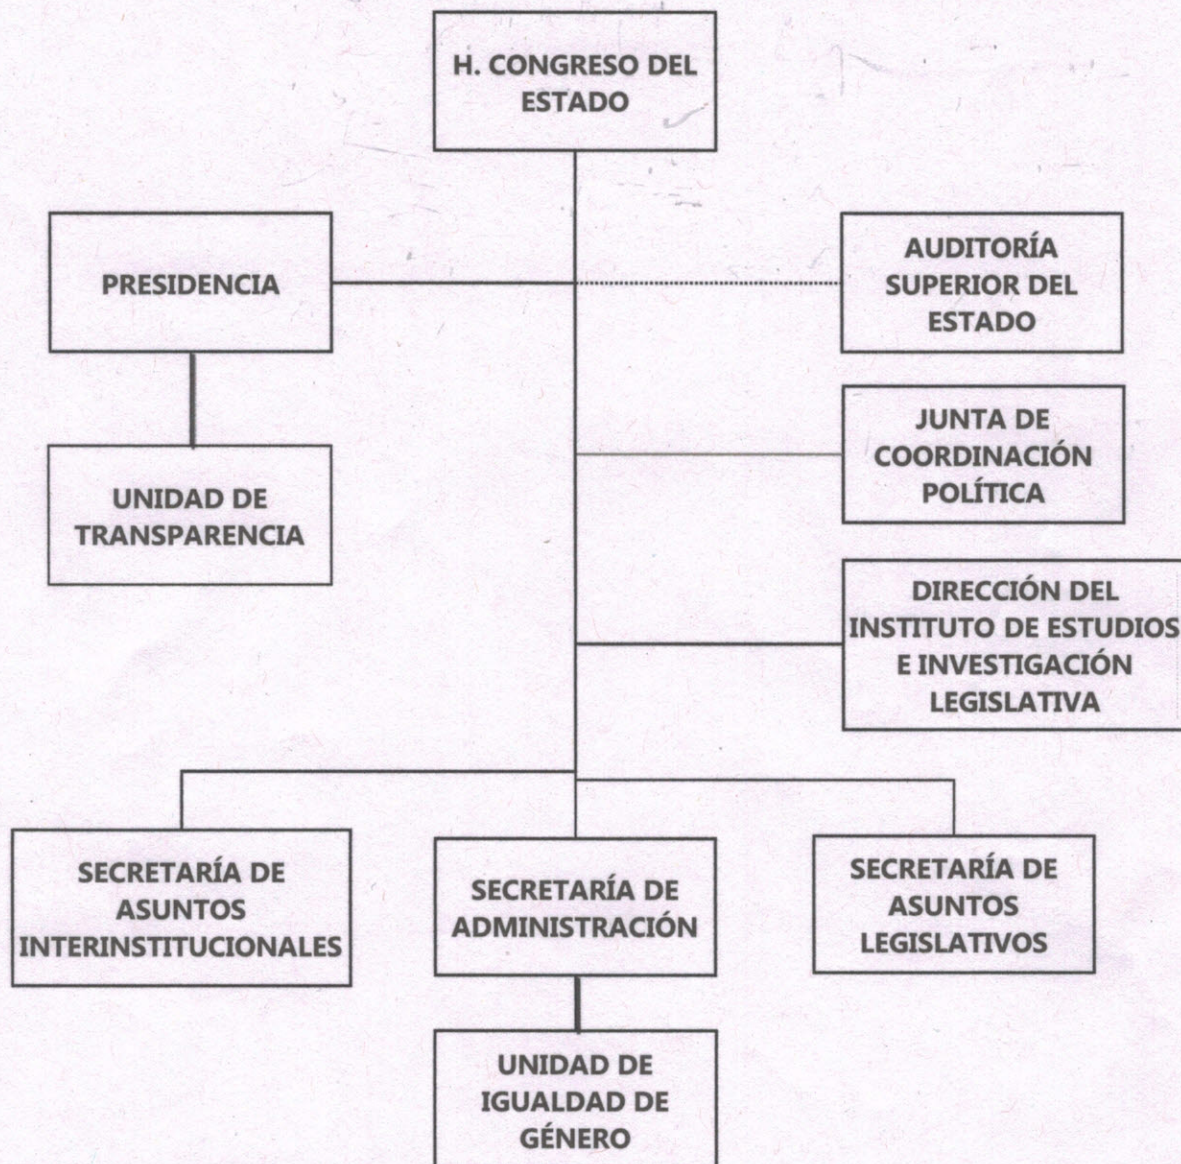 H. CONGRESO DEL
ESTADO
PRESIDENCIA
AUDITORÍA
SUPERIOR DEL
ESTADO
JUNTA DE
COORDINACIÓN
POLÍTICA
UNIDAD DE
TRANSPARENCIA
DIRECCIÓN DEL
INSTITUTO DE ESTUDIOS
E INVESTIGACIÓN
LEGISLATIVA
SECRETARÍA DE
ASUNTOS
INTERINSTITUCIONALES
SECRETARÍA DE
ADMINISTRACIÓN
SECRETARÍA DE
ASUNTOS
LEGISLATIVOS
UNIDAD DE
IGUALDAD DE
GÉNERO